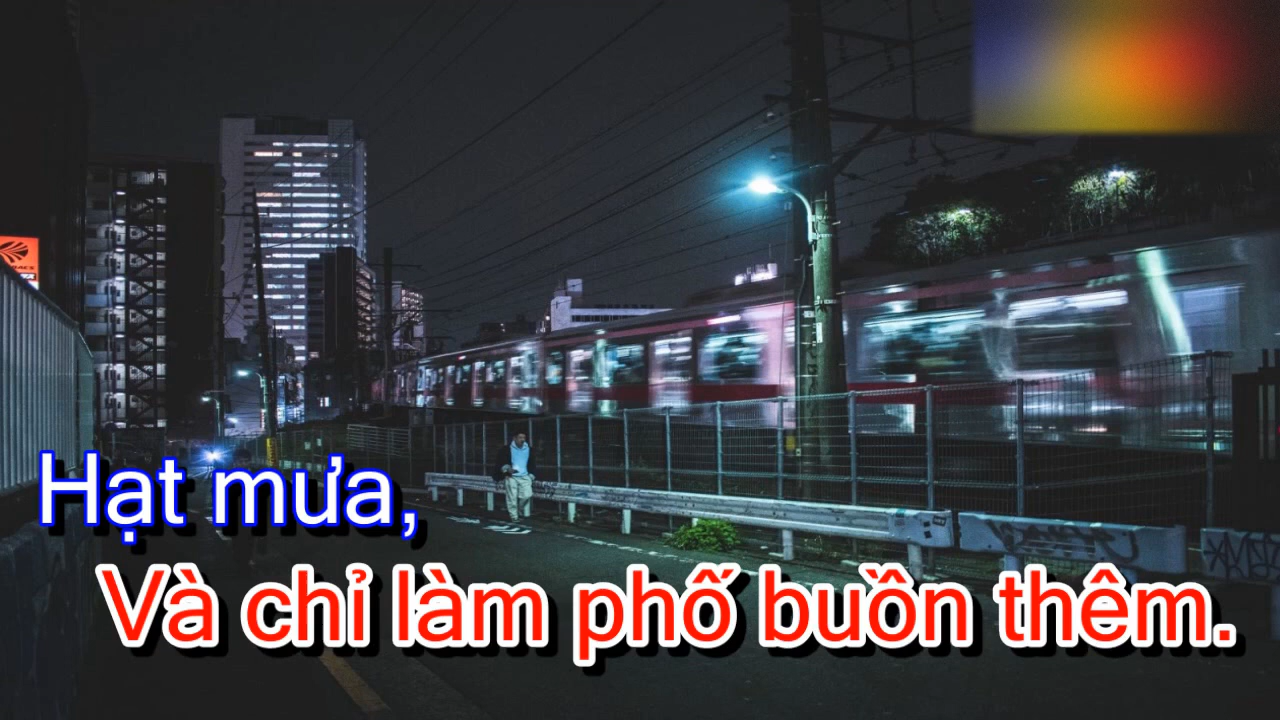 Hạt mưa,
Và chỉ làm phố buồn thêm.